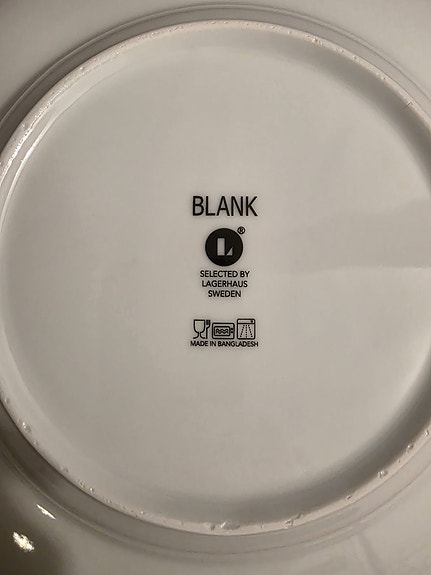 BLANK
L®
SELECTED BY
LAGERHAUS
SWEDEN
MADE IN BANGLADESH